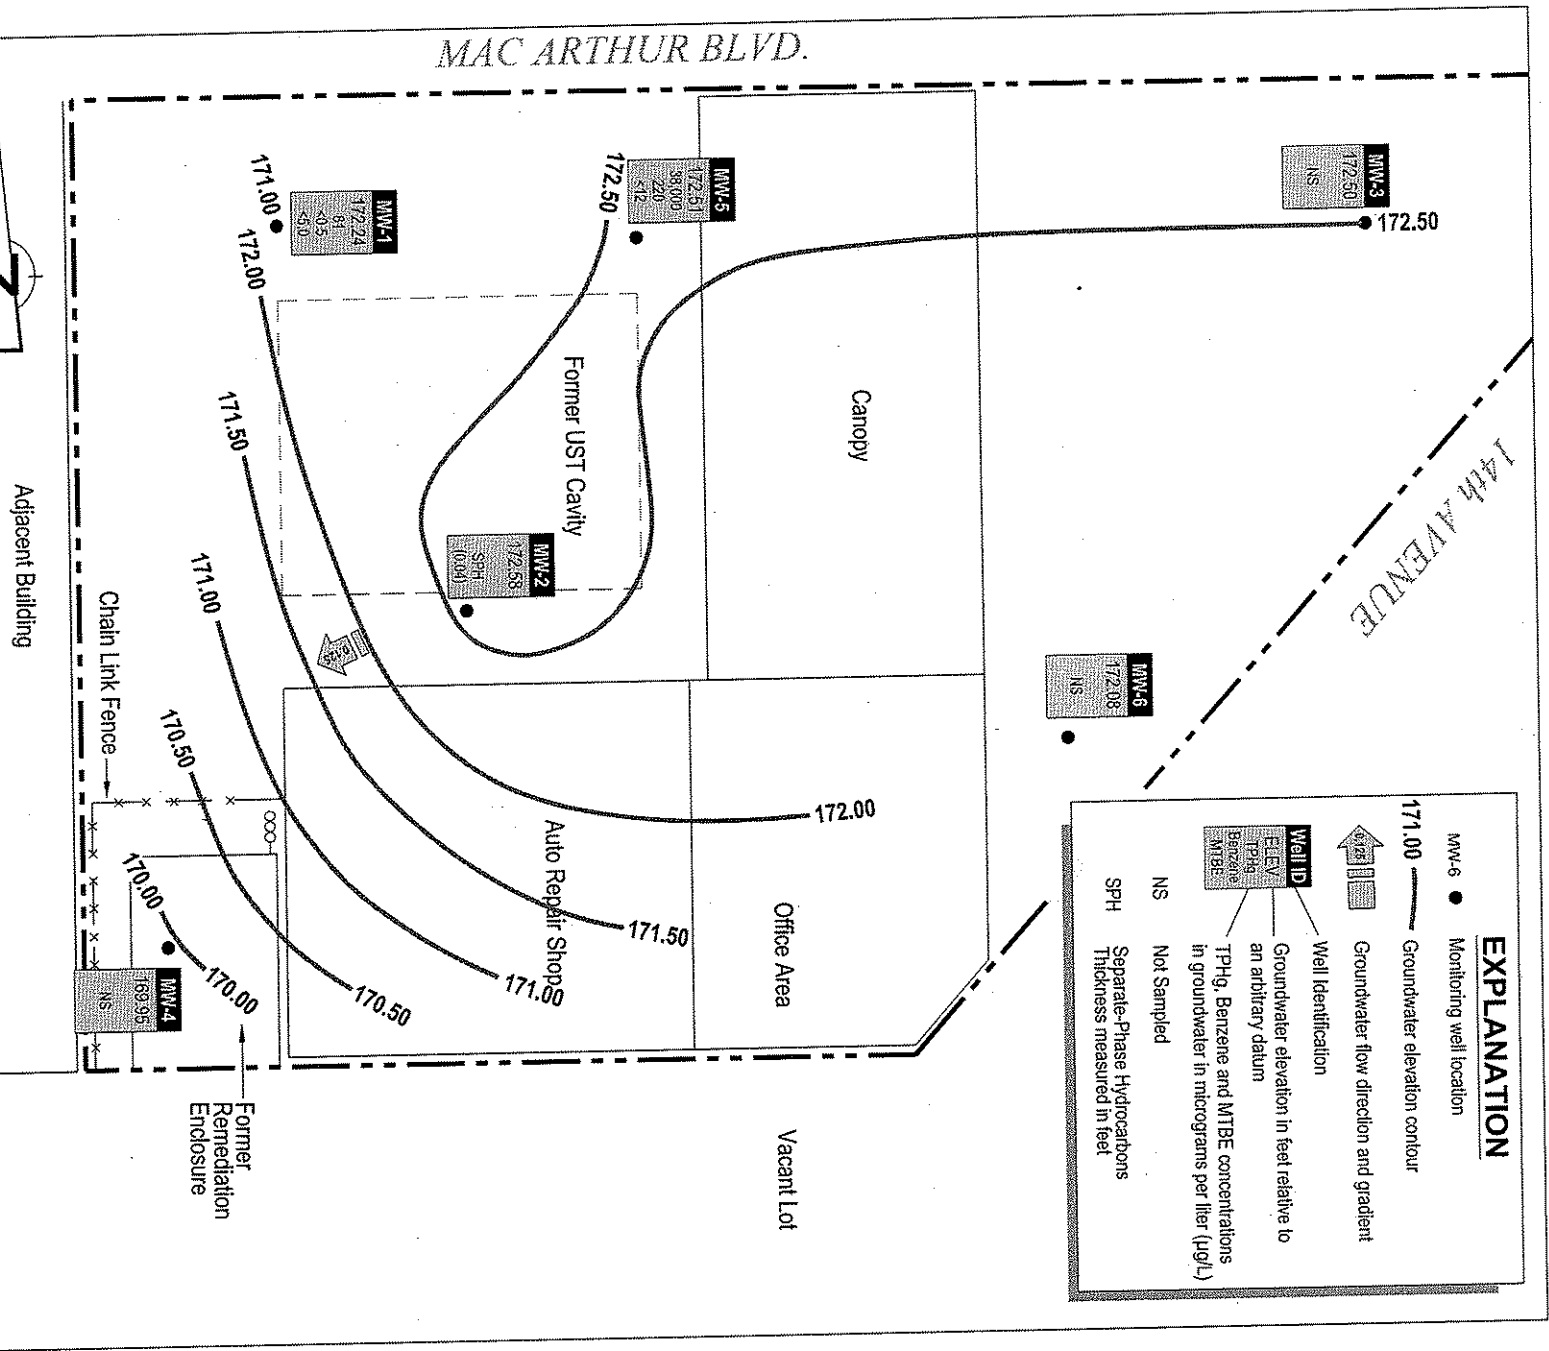 MAC ARTHUR BLVD.
14th AVENUE
MW-3
172.50
NS
172.50
MW-5
172.51
38,000
220
<12
172.50
MW-1
172.24
81
<0.5
<5.0
171.00
172.00
Former UST Cavity
Canopy
MW-2
172.58
SPH
(0.04)
MW-6
172.08
NS
171.50
171.00
170.50
170.00
0.125
172.00
171.50
171.00
170.50
170.00
Auto Repair Shop
Office Area
MW-4
169.95
NS
Chain Link Fence
Adjacent Building
Former
Remediation
Enclosure
Vacant Lot
EXPLANATION
MW-6
Monitoring well location
171.00
Groundwater elevation contour
0.125
Groundwater flow direction and gradient
Well ID
ELEV
TPHg
Benzene
MTBE
Well Identification
Groundwater elevation in feet relative to
an arbitrary datum
TPHg, Benzene and MTBE concentrations
in groundwater in micrograms per liter (µg/L)
NS
Not Sampled
SPH
Separate-Phase Hydrocarbons
Thickness measured in feet